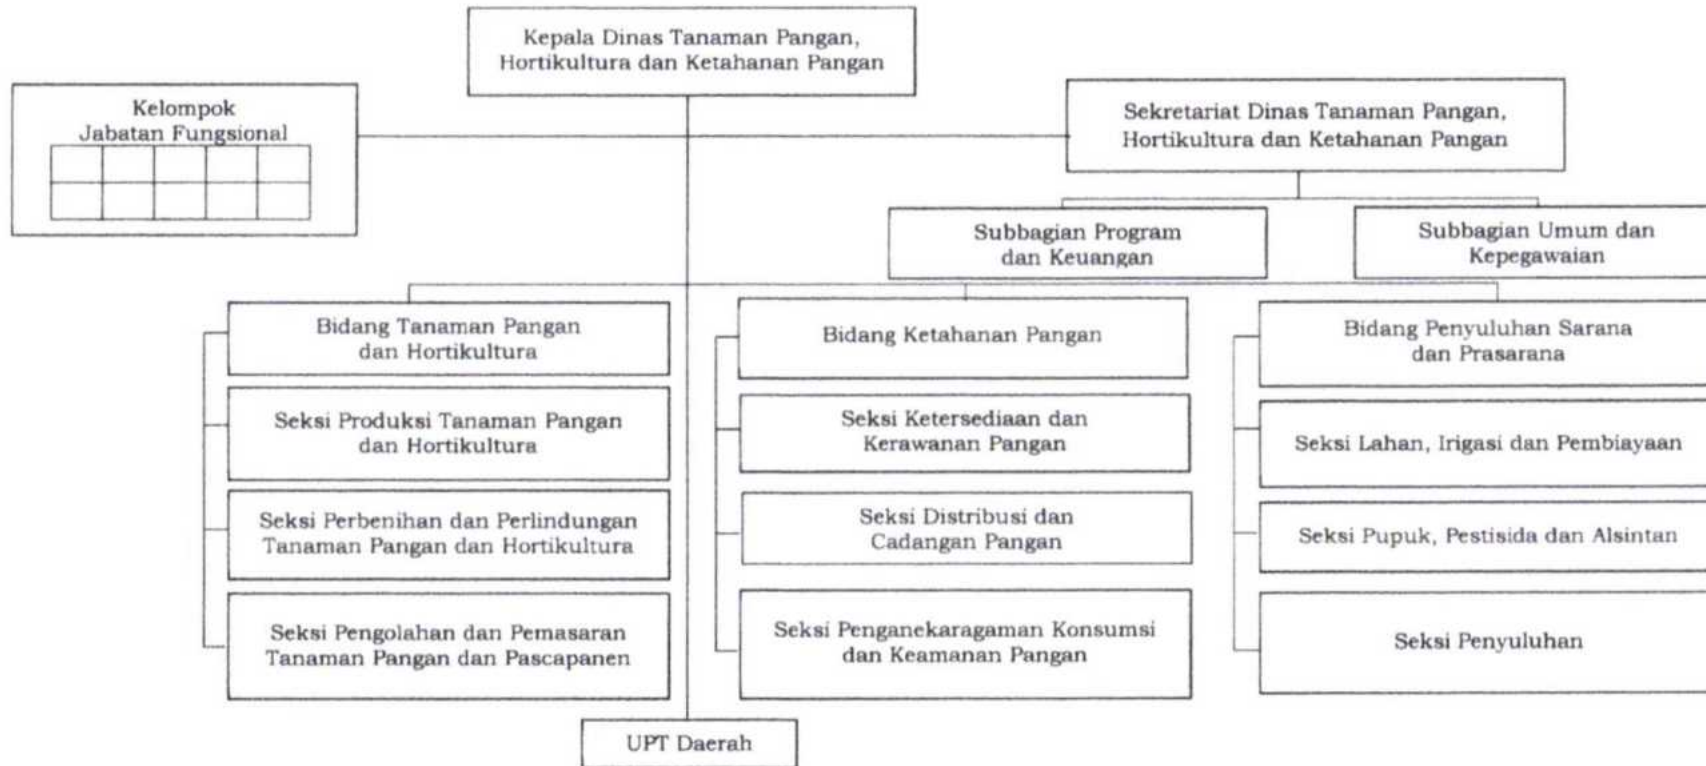 Kepala Dinas Tanaman Pangan,
Hortikultura dan Ketahanan Pangan
Kelompok
Jabatan Fungsional
Sekretariat Dinas Tanaman Pangan,
Hortikultura dan Ketahanan Pangan
Subbagian Program
dan Keuangan
Subbagian Umum dan
Kepegawaian
Bidang Tanaman Pangan
dan Hortikultura
Seksi Produksi Tanaman Pangan
dan Hortikultura
Seksi Perbenihan dan Perlindungan
Tanaman Pangan dan Hortikultura
Seksi Pengolahan dan Pemasaran
Tanaman Pangan dan Pascapanen
Bidang Ketahanan Pangan
Seksi Ketersediaan dan
Kerawanan Pangan
Seksi Distribusi dan
Cadangan Pangan
Seksi Penganekaragaman Konsumsi
dan Keamanan Pangan
Bidang Penyuluhan Sarana
dan Prasarana
Seksi Lahan, Irigasi dan Pembiayaan
Seksi Pupuk, Pestisida dan Alsintan
Seksi Penyuluhan
UPT Daerah